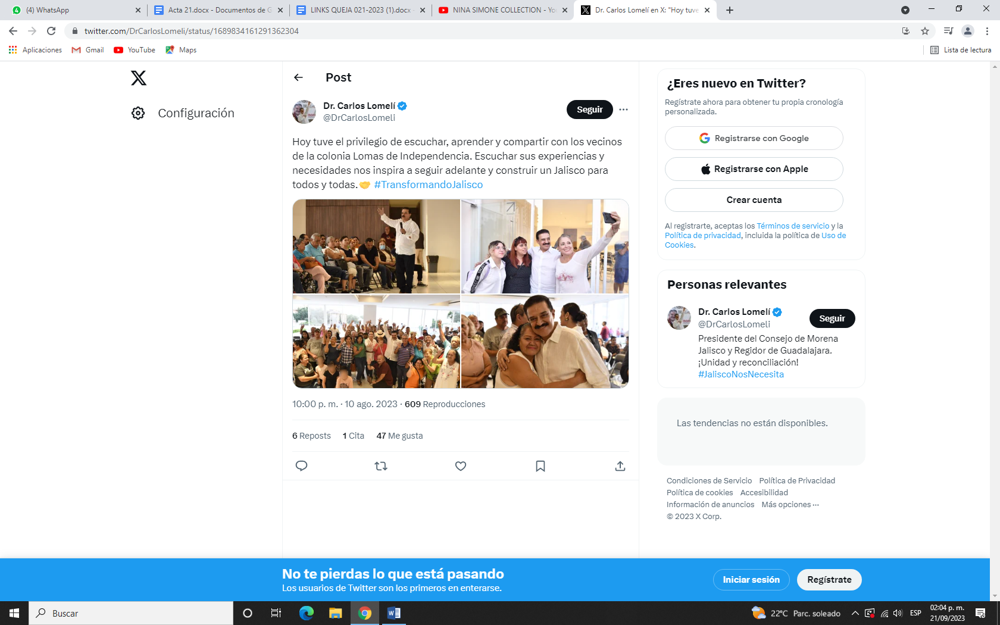 (4) WhatsApp
Acta 21.docx - Documentos de G
LINKS QUEJA 021-2023 (1).docx -
NINA SIMONE COLLECTION - Yo
Dr. Carlos Lomelí en X: "Hoy tuve
twitter.com/DrCarlosLomeli/status/1689834161291362304
Aplicaciones
Gmail
YouTube
Maps
Lista de lectura
Configuración
Post
Dr. Carlos Lomelí
@DrCarlosLomeli
Seguir
Hoy tuve el privilegio de escuchar, aprender y compartir con los vecinos
de la colonia Lomas de Independencia. Escuchar sus experiencias y
necesidades nos inspira a seguir adelante y construir un Jalisco para
todos y todas.🤝 #TransformandoJalisco
10:00 p. m. · 10 ago. 2023 · 609 Reproducciones
6 Reposts 1 Cita 47 Me gusta
¿Eres nuevo en Twitter?
Regístrate ahora para obtener tu propia cronología
personalizada.
Registrarse con Google
Registrarse con Apple
Crear cuenta
Al registrarte, aceptas los Términos de servicio y la
Política de privacidad, incluida la política de Uso de
Cookies.
Personas relevantes
Dr. Carlos Lomelí
@DrCarlosLomeli
Seguir
Presidente del Consejo de Morena
Jalisco y Regidor de Guadalajara.
¡Unidad y reconciliación!
#JaliscoNosNecesita
Las tendencias no están disponibles.
Condiciones de Servicio Política de Privacidad
Política de cookies Accesibilidad
Información de anuncios Más opciones ···
© 2023 X Corp.
No te pierdas lo que está pasando
Los usuarios de Twitter son los primeros en enterarse.
Iniciar sesión
Regístrate
Buscar
22°C Parc. soleado
ESP
02:04 p. m.
21/09/2023